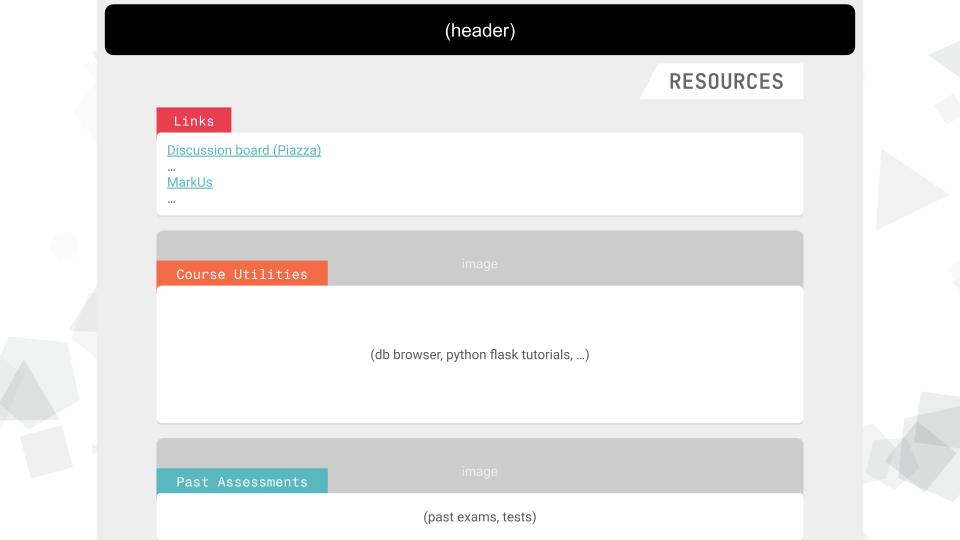 (header)
RESOURCES
Links
Discussion board (Piazza)
…
MarkUs
…
image
Course Utilities
(db browser, python flask tutorials, …)
image
Past Assessments
(past exams, tests)